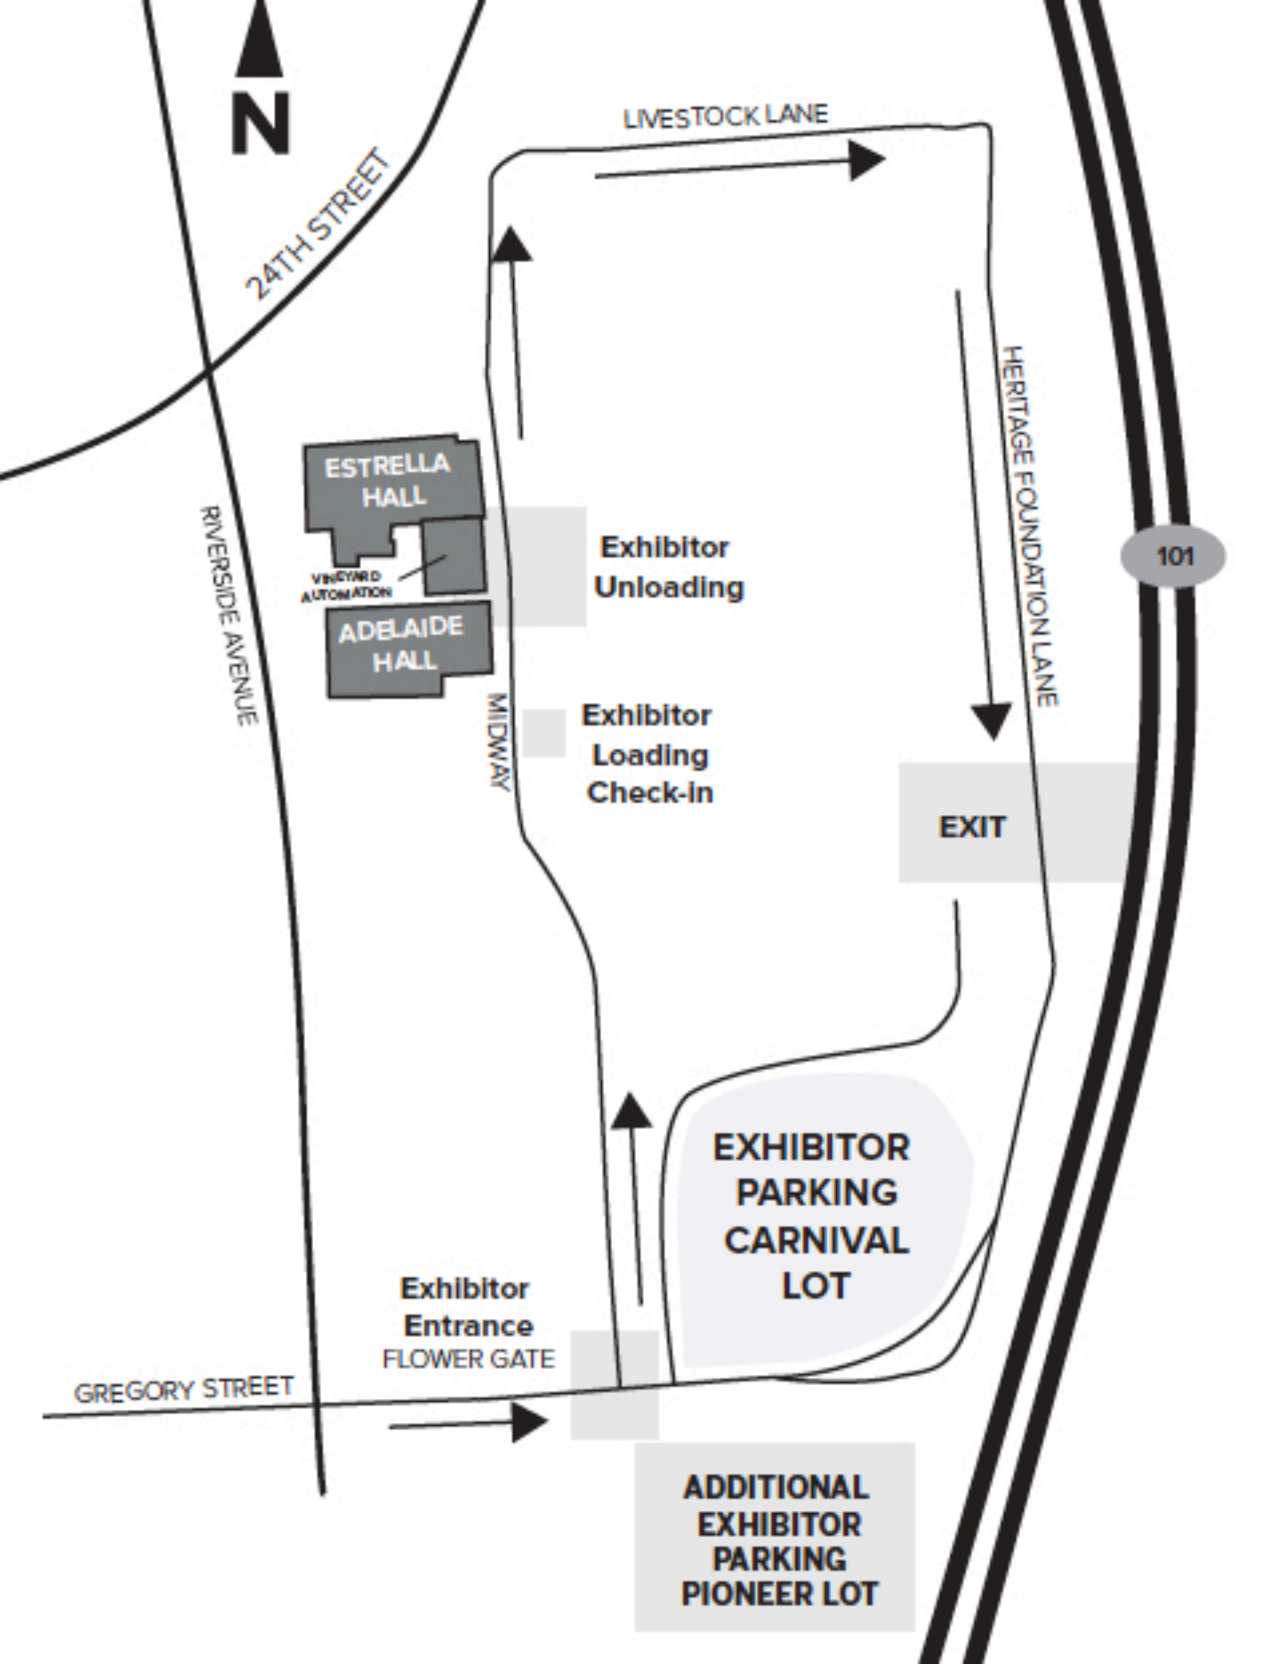 N
LIVESTOCK LANE
24TH STREET
HERITAGE FOUNDATION LANE
ESTRELLA
HALL
RIVERSIDE AVENUE
Exhibitor
Unloading
101
VINEYARD
AUTOMATION
ADELAIDE
HALL
MIDWAY
Exhibitor
Loading
Check-in
EXIT
EXHIBITOR
PARKING
CARNIVAL
LOT
Exhibitor
Entrance
FLOWER GATE
GREGORY STREET
ADDITIONAL
EXHIBITOR
PARKING
PIONEER LOT